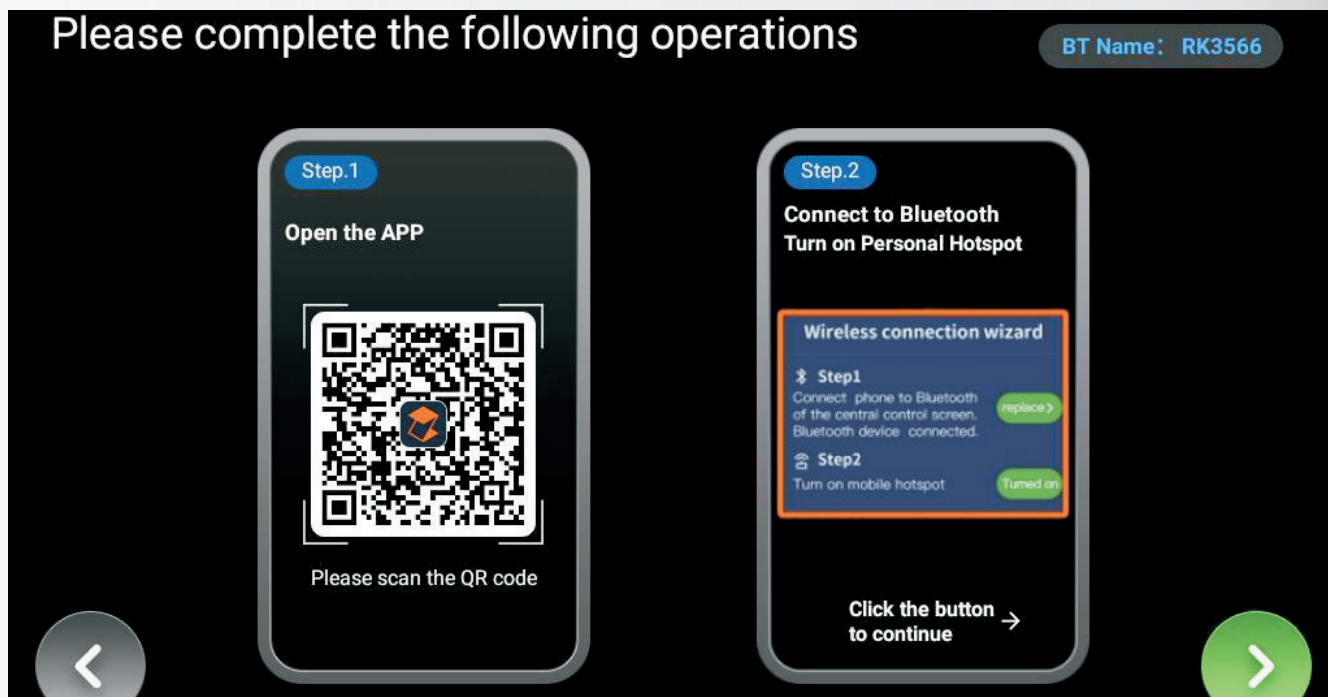 Please complete the following operations
BT Name: RK3566
Step.1
Open the APP
Please scan the QR code
Step.2
Connect to Bluetooth
Turn on Personal Hotspot
Wireless connection wizard
Step1
Connect phone to Bluetooth
of the central control screen.
Bluetooth device connected.
replace>
Step2
Turn on mobile hotspot
Turned on
Click the button
to continue